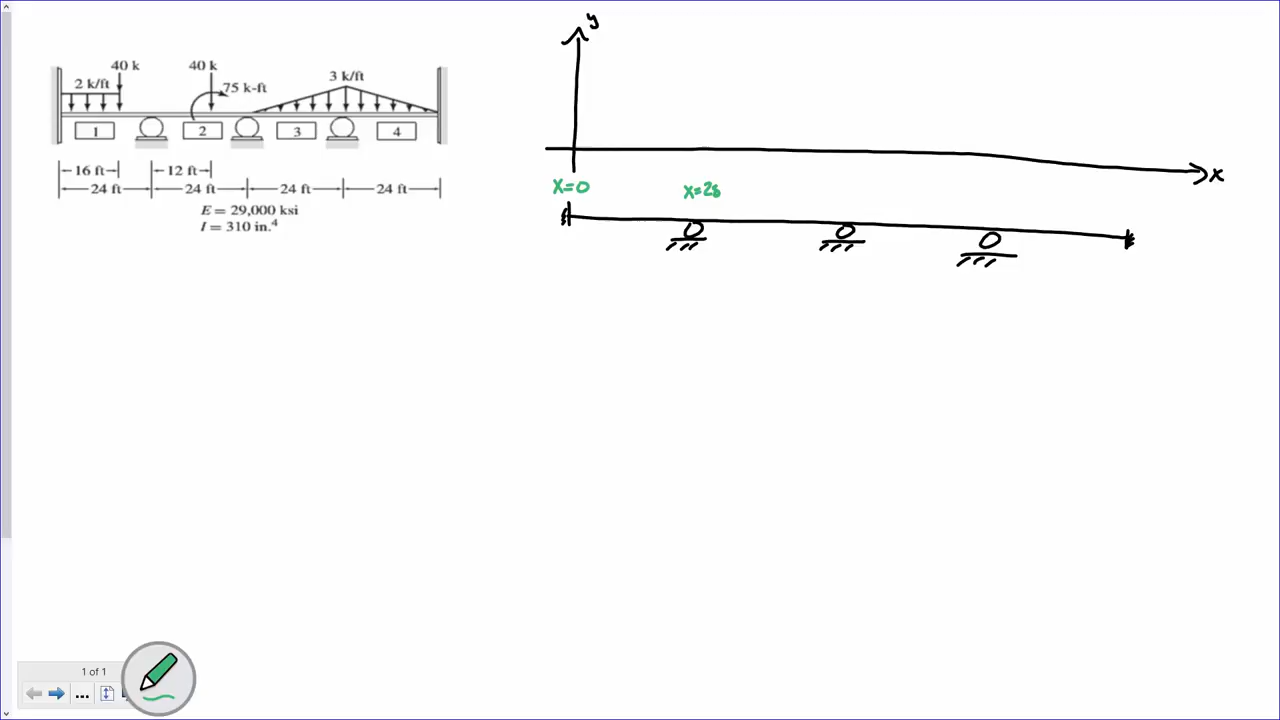 40 k
40 k
2 k/ft
75 k-ft
3 k/ft
1
2
3
4
16 ft
12 ft
24 ft
24 ft
24 ft
24 ft
E = 29,000 ksi
I = 310 in.⁴
y
x
x=0
x=28
1 of 1
...